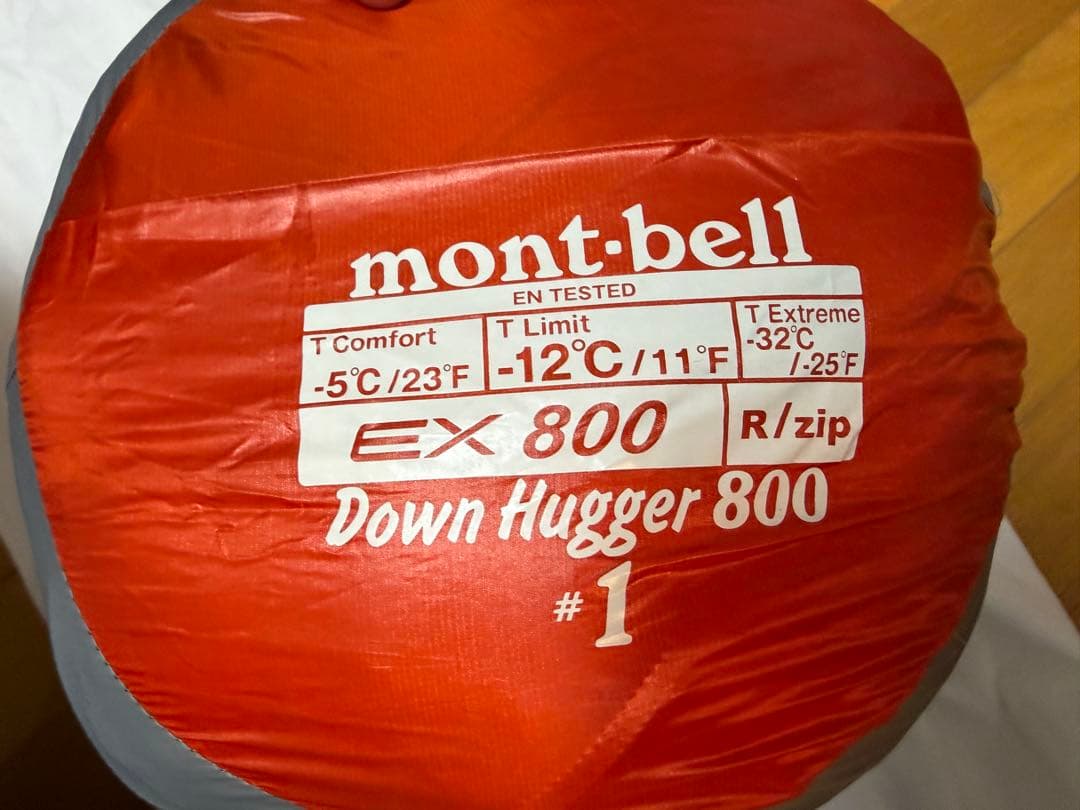 mont·bell
EN TESTED
T Comfort
-5°C/23°F
T Limit
-12°C/11°F
T Extreme
-32°C
/-25°F
EX 800
R/zip
Down Hugger 800
#1